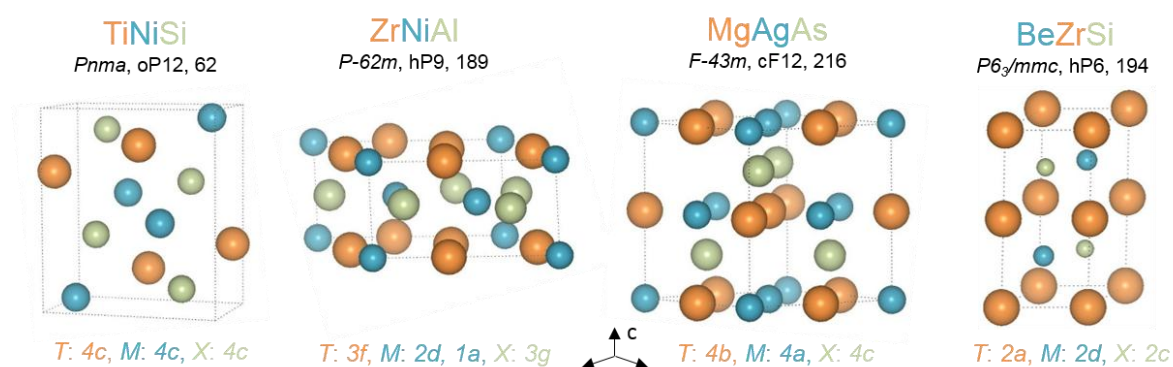 TiNiSi
Pnma, oP12, 62
ZrNiAl
P-62m, hP9, 189
MgAgAs
F-43m, cF12, 216
BeZrSi
P6₃/mmc, hP6, 194
c
T: 4c, M: 4c, X: 4c
T: 3f, M: 2d, 1a, X: 3g
T: 4b, M: 4a, X: 4c
T: 2a, M: 2d, X: 2c